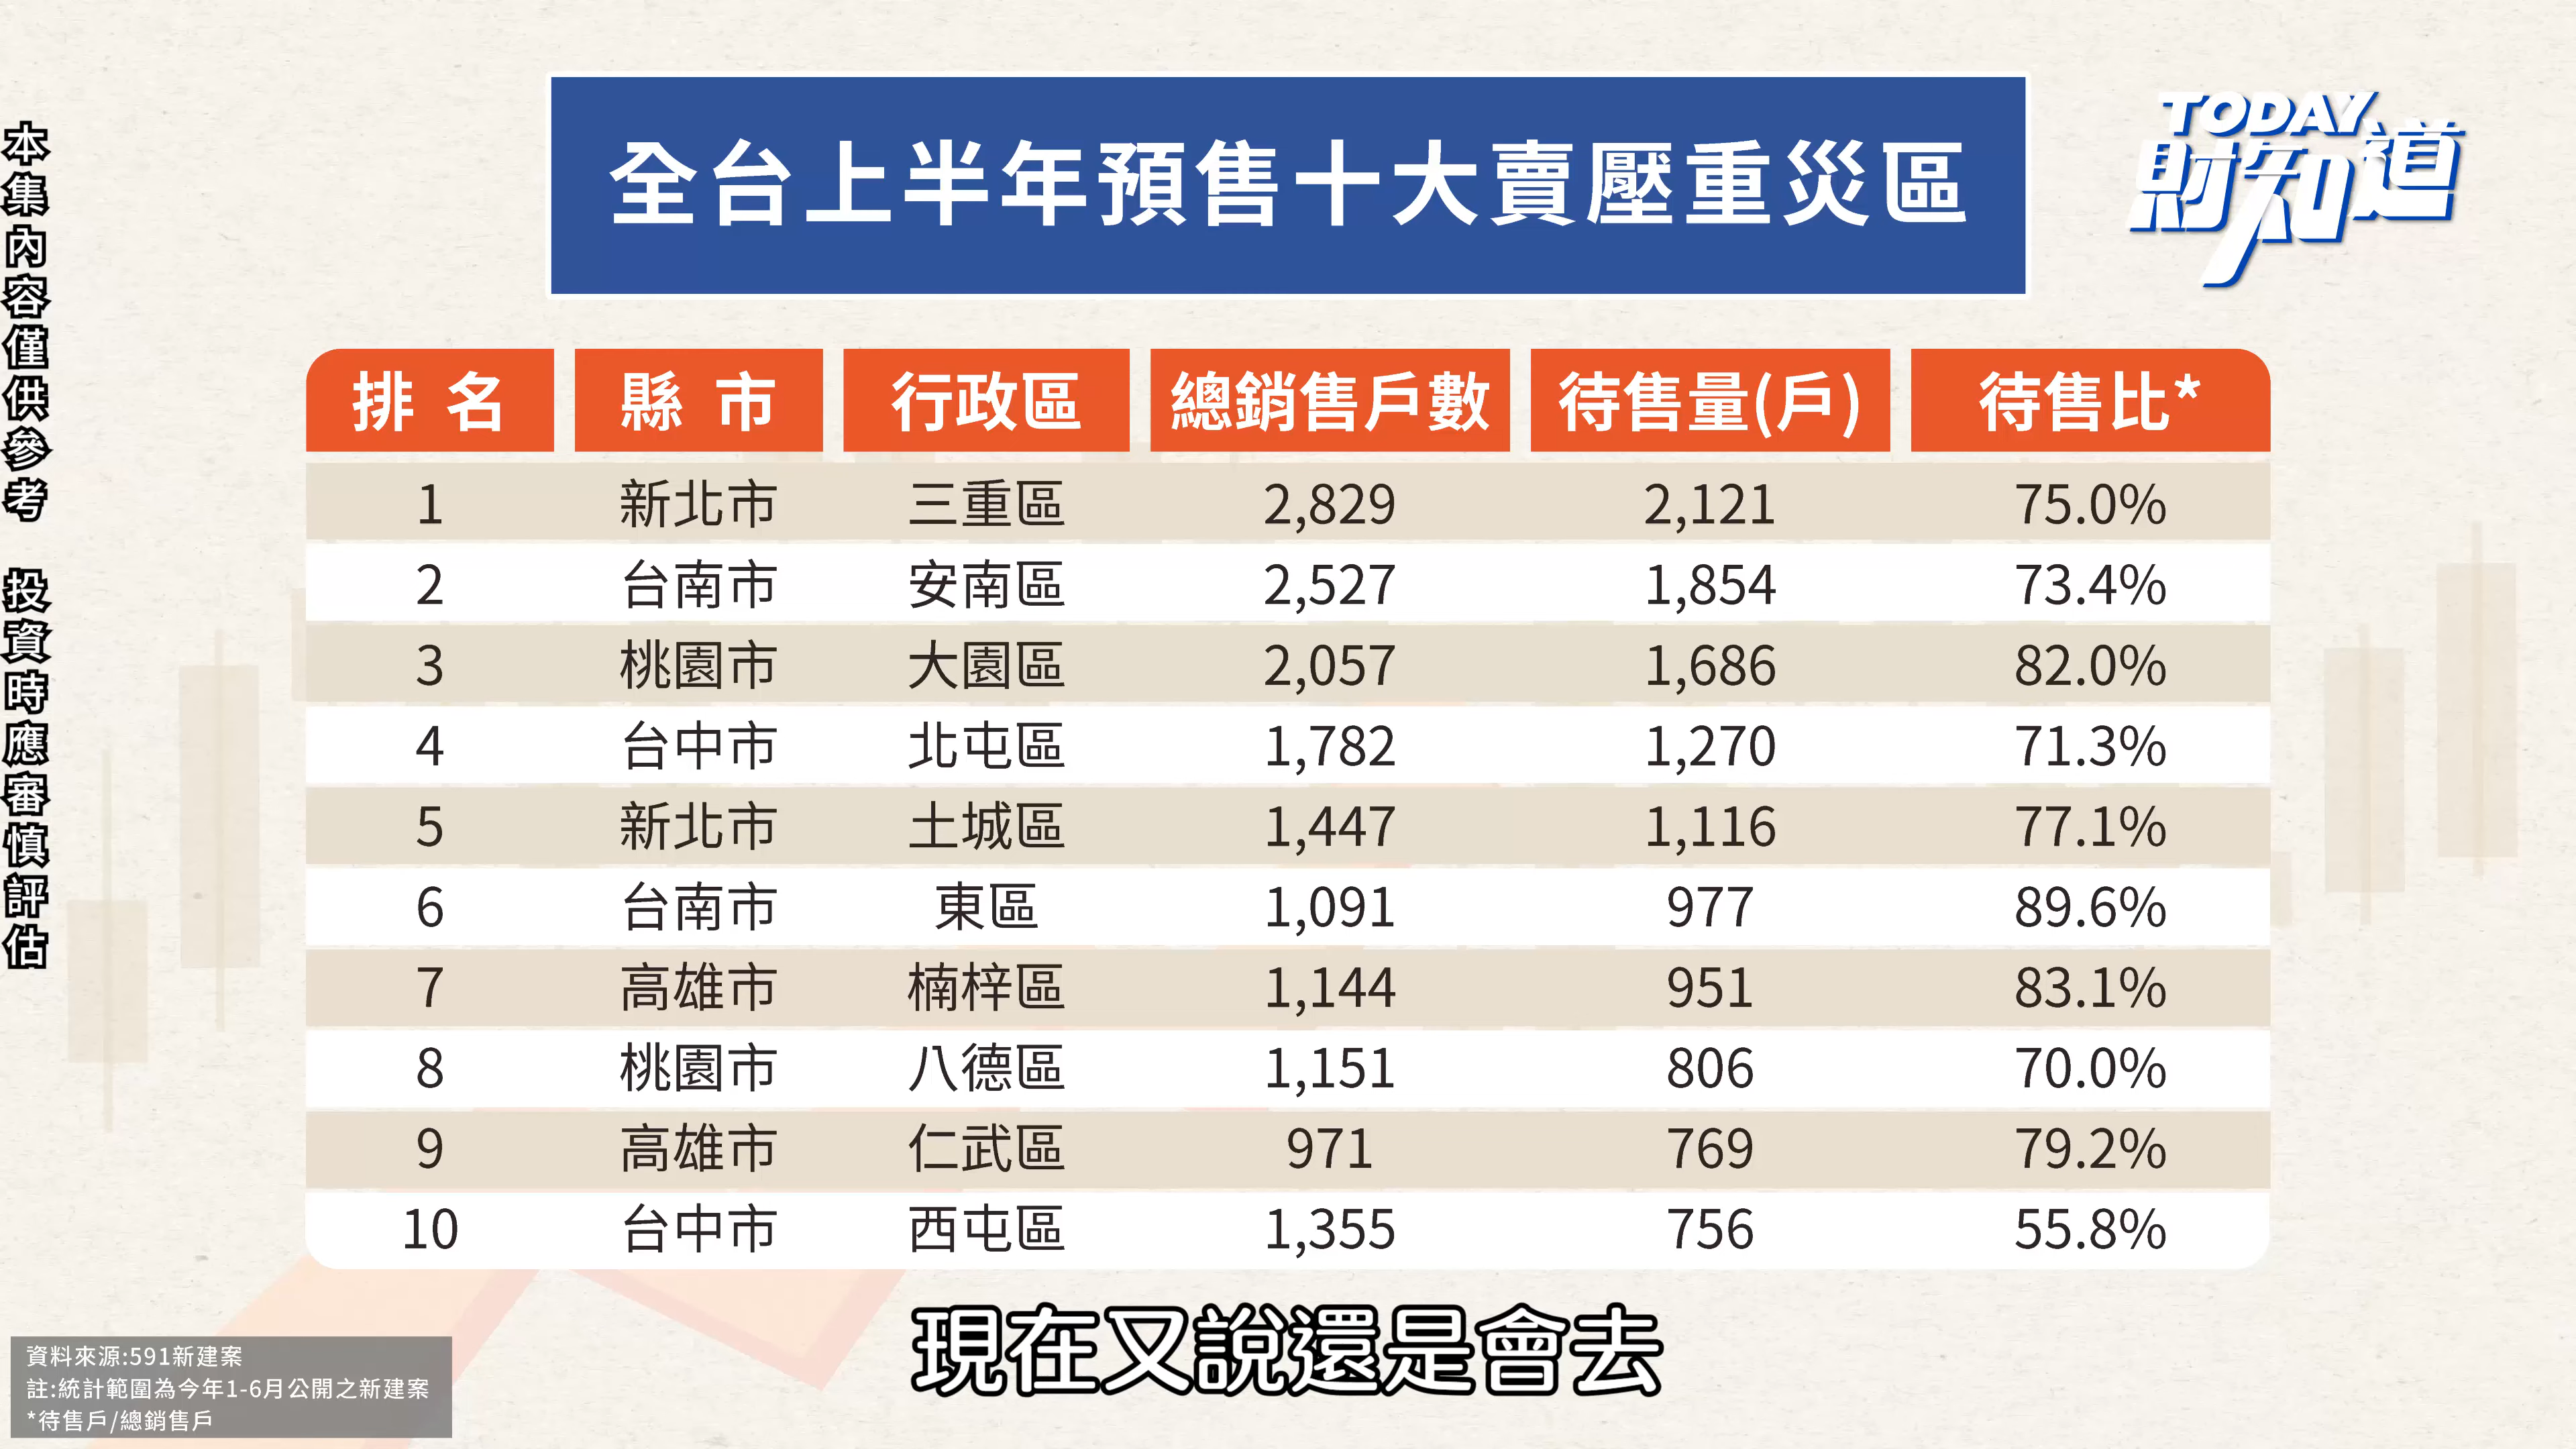 本集內容僅供參考 投資時應審慎評估
全台上半年預售十大賣壓重災區
TODAY
財知道
排名 縣市 行政區 總銷售戶數 待售量(戶) 待售比*
1 新北市 三重區 2,829 2,121 75.0%
2 台南市 安南區 2,527 1,854 73.4%
3 桃園市 大園區 2,057 1,686 82.0%
4 台中市 北屯區 1,782 1,270 71.3%
5 新北市 土城區 1,447 1,116 77.1%
6 台南市 東區 1,091 977 89.6%
7 高雄市 楠梓區 1,144 951 83.1%
8 桃園市 八德區 1,151 806 70.0%
9 高雄市 仁武區 971 769 79.2%
10 台中市 西屯區 1,355 756 55.8%
現在又說還是會去
資料來源:591新建案
註:統計範圍為今年1-6月公開之新建案
*待售戶/總銷售戶